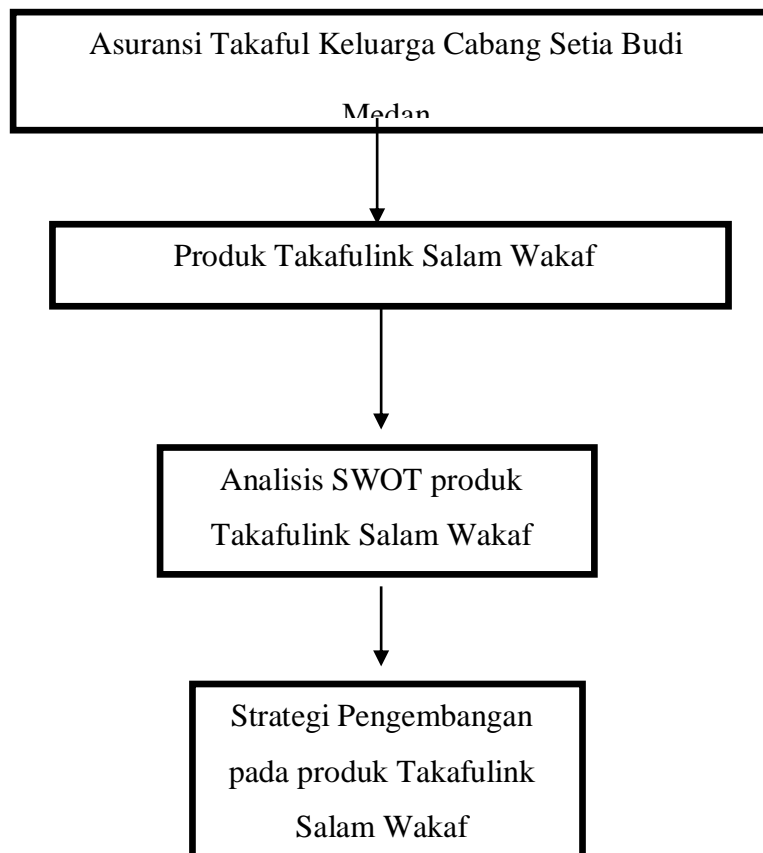 Asuransi Takaful Keluarga Cabang Setia Budi
Medan
Produk Takafulink Salam Wakaf
Analisis SWOT produk
Takafulink Salam Wakaf
Strategi Pengembangan
pada produk Takafulink
Salam Wakaf